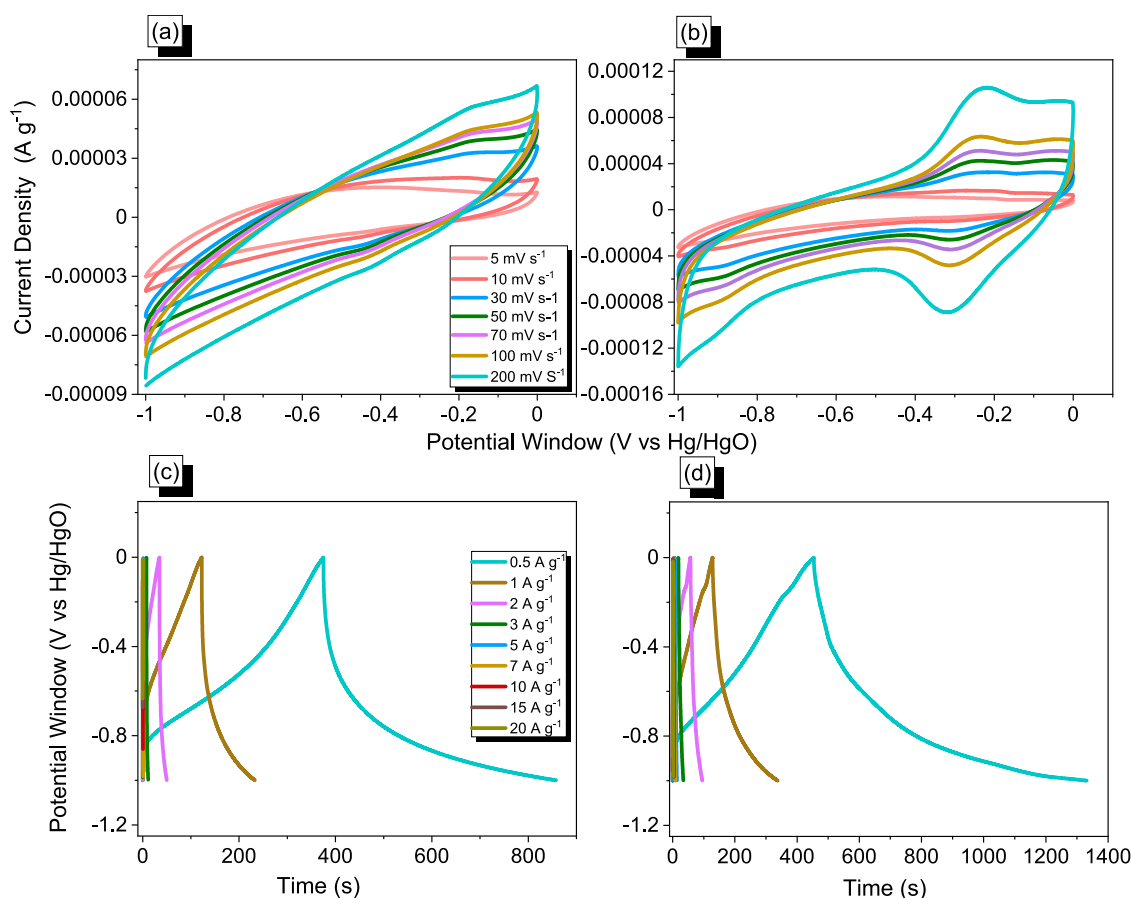 (a)
(b)
Current Density (A g⁻¹)
0.00006
0.00003
0
-0.00003
-0.00006
-0.00009
5 mV s⁻¹
10 mV s⁻¹
30 mV s-1
50 mV s-1
70 mV s-1
100 mV s⁻¹
200 mV S⁻¹
-1
-0.8
-0.6
-0.4
-0.2
0
0.00012
0.00008
0.00004
0
-0.00004
-0.00008
-0.00012
-0.00016
-1
-0.8
-0.6
-0.4
-0.2
0
Potential Window (V vs Hg/HgO)
(c)
(d)
Potential Window (V vs Hg/HgO)
0
-0.4
-0.8
-1.2
0.5 A g⁻¹
1 A g⁻¹
2 A g⁻¹
3 A g⁻¹
5 A g⁻¹
7 A g⁻¹
10 A g⁻¹
15 A g⁻¹
20 A g⁻¹
0
200
400
600
800
Time (s)
0
-0.4
-0.8
-1.2
0
200
400
600
800
1000
1200
1400
Time (s)